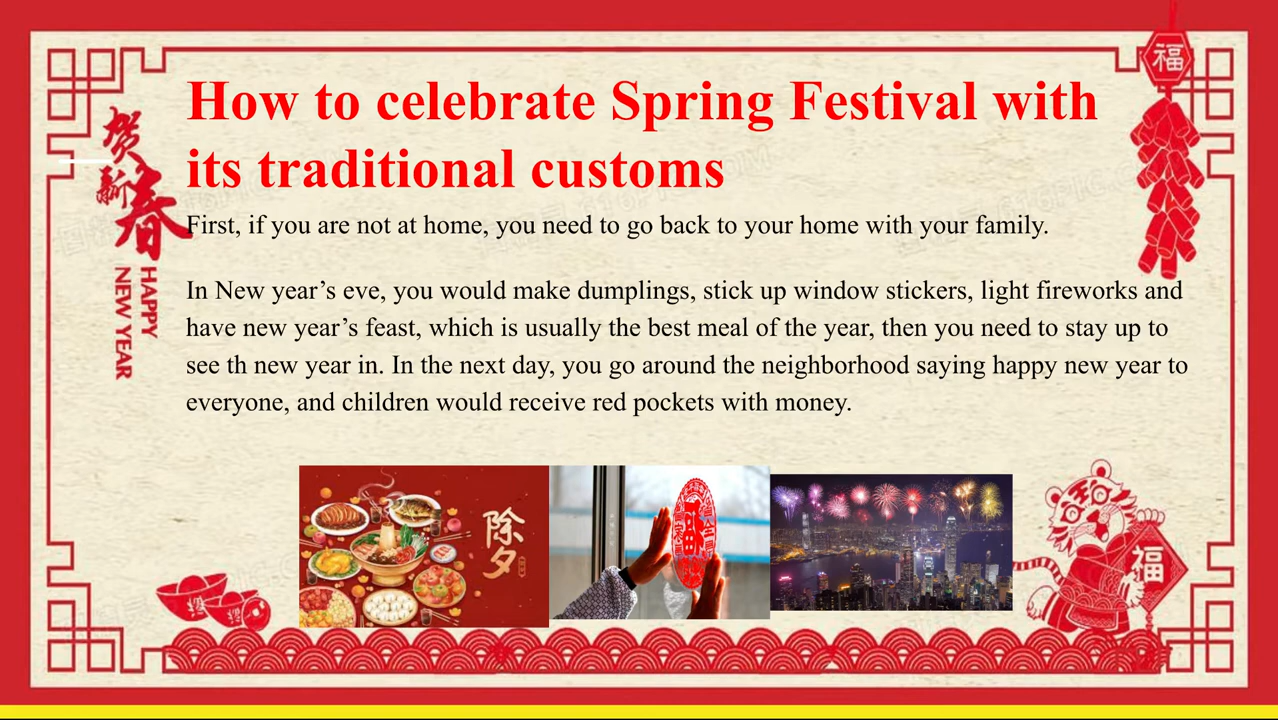 How to celebrate Spring Festival with
its traditional customs
First, if you are not at home, you need to go back to your home with your family.
In New year’s eve, you would make dumplings, stick up window stickers, light fireworks and
have new year’s feast, which is usually the best meal of the year, then you need to stay up to
see th new year in. In the next day, you go around the neighborhood saying happy new year to
everyone, and children would receive red pockets with money.
贺
新
春
HAPPY
NEW YEAR
福
除
夕
福
福